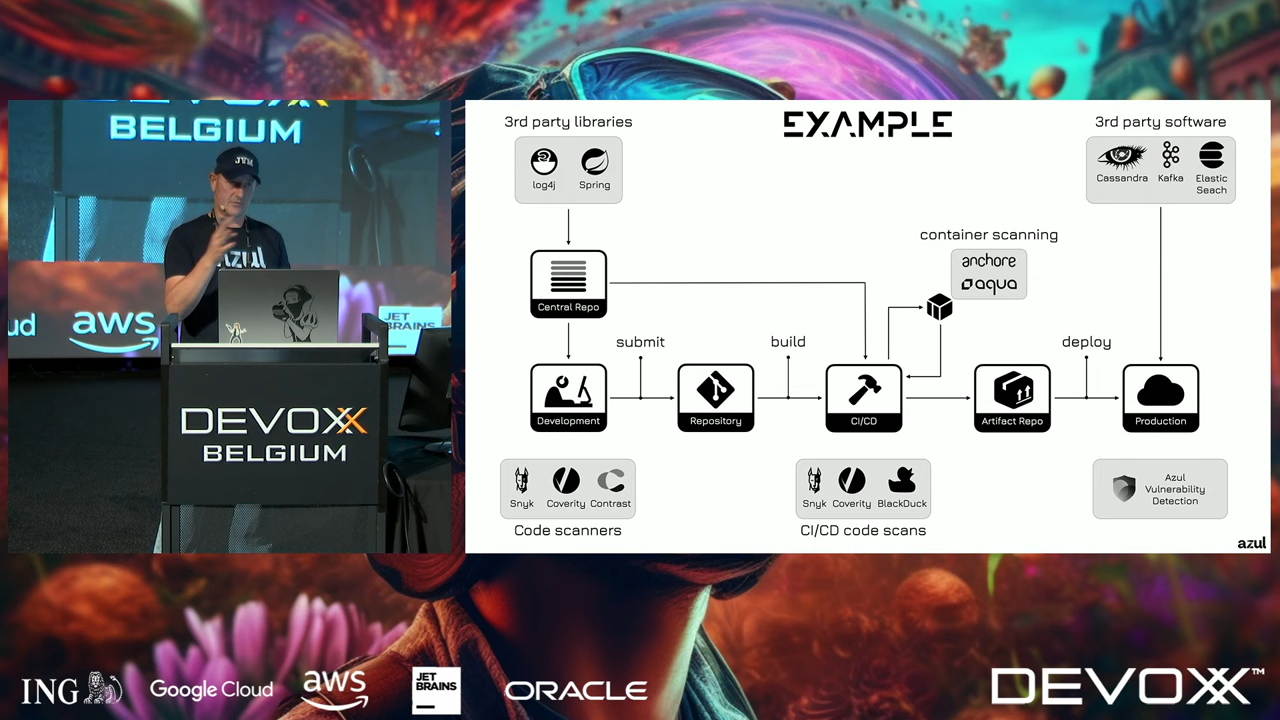 DEVOXX
BELGIUM
JVM
azul
aws
JET
BRAINS
DEVOXX
BELGIUM
EXAMPLE
3rd party libraries
log4j
Spring
3rd party software
Cassandra
Kafka
Elastic
Seach
container scanning
anchore
aqua
Central Repo
submit
build
deploy
Development
Repository
CI/CD
Artifact Repo
Production
Snyk
Coverity
Contrast
Code scanners
Snyk
Coverity
BlackDuck
CI/CD code scans
Azul
Vulnerability
Detection
azul
ING
Google Cloud
aws
JET
BRAINS
ORACLE
DEVOXX™